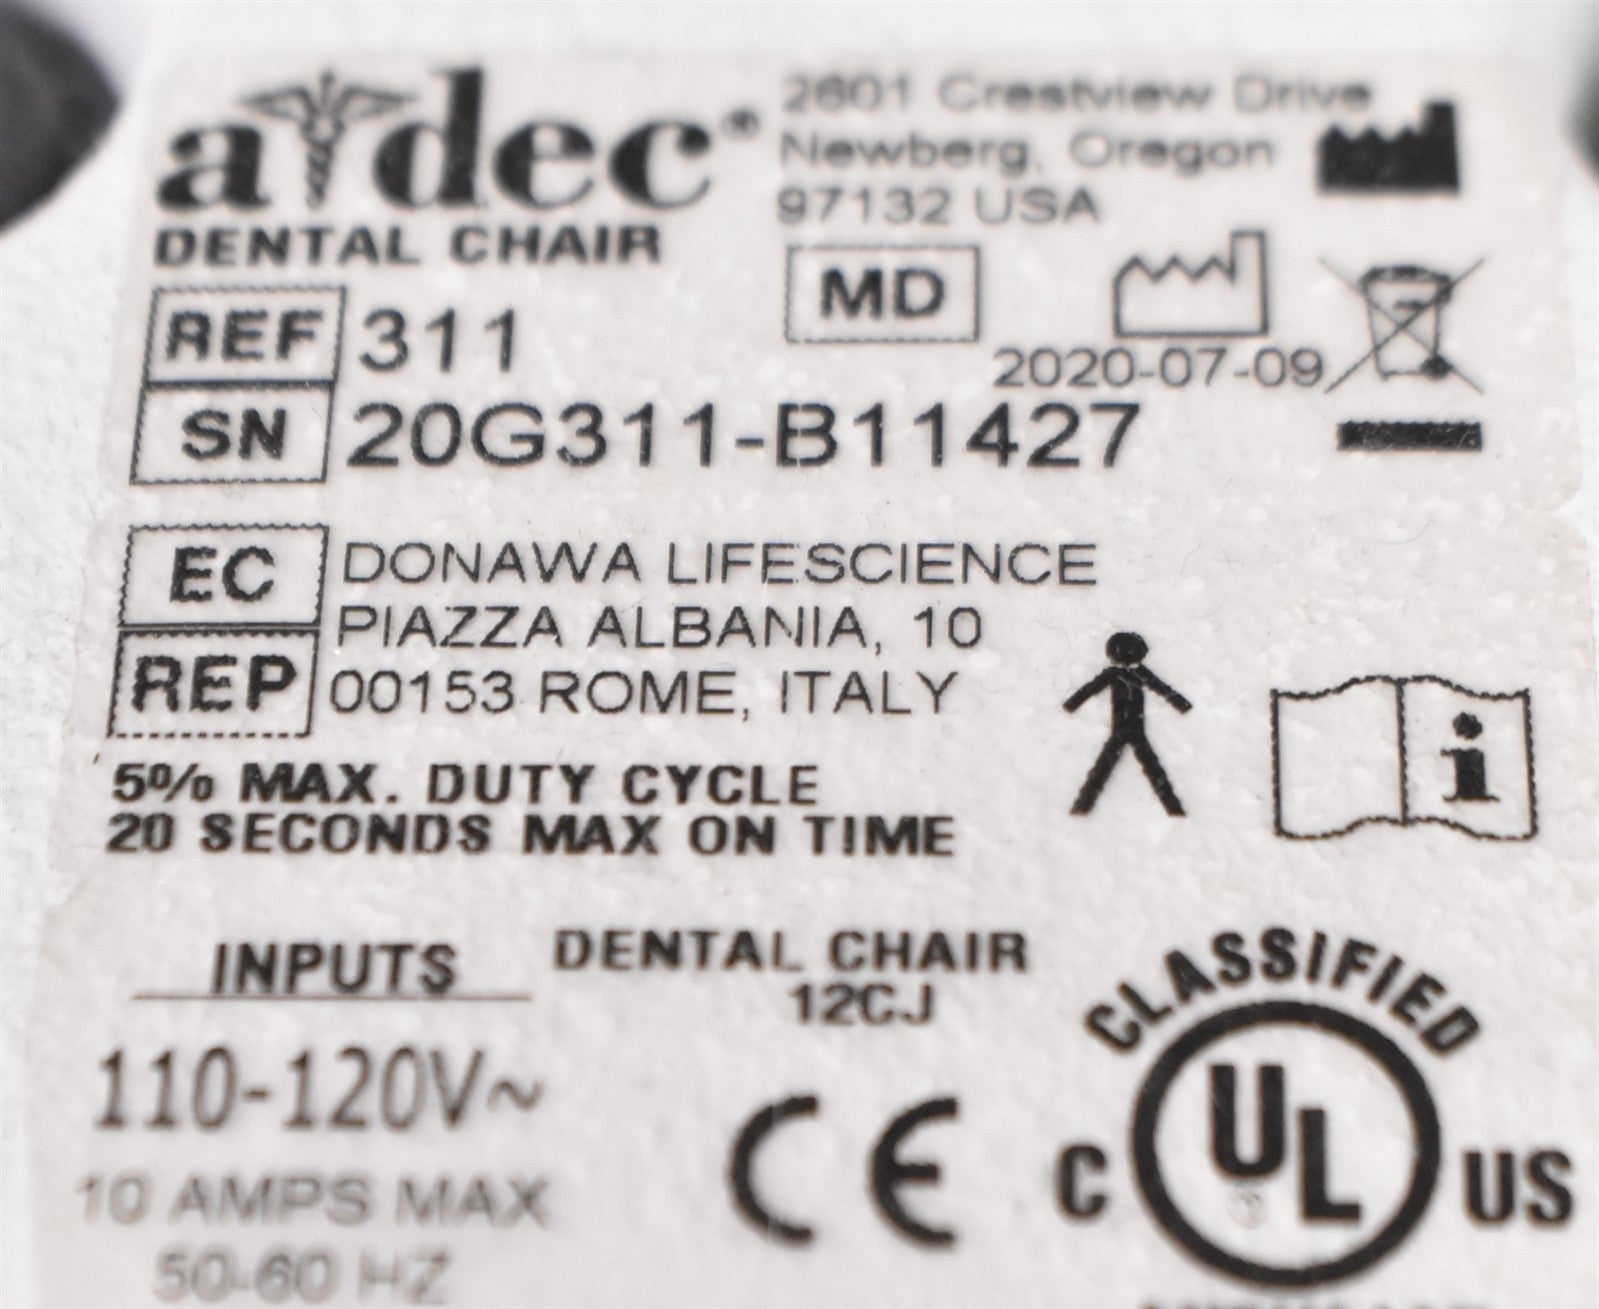 a-dec®
DENTAL CHAIR
2601 Crestview Drive
Newberg, Oregon
97132 USA
MD
2020-07-09
REF 311
SN 20G311-B11427
EC REP
DONAWA LIFESCIENCE
PIAZZA ALBANIA, 10
00153 ROME, ITALY
i
5% MAX. DUTY CYCLE
20 SECONDS MAX ON TIME
INPUTS
110-120V~
10 AMPS MAX
50-60 HZ
DENTAL CHAIR
12CJ
CE
CLASSIFIED
C UL US